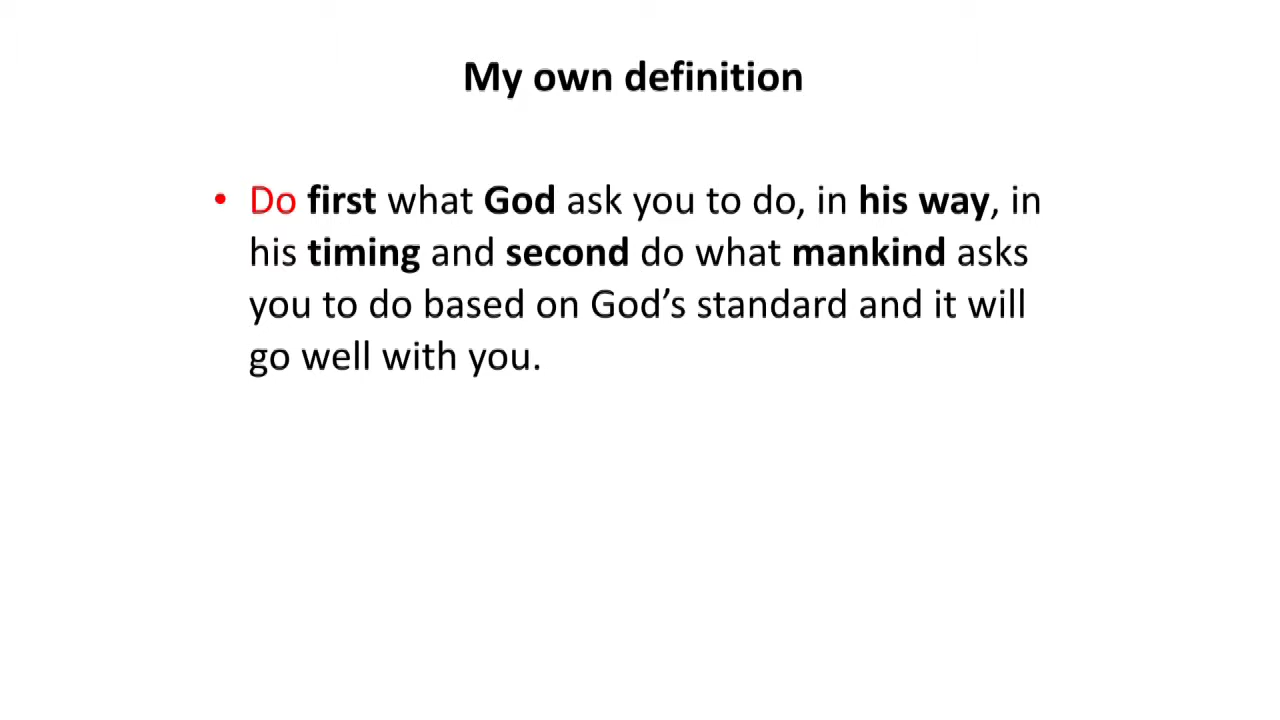 My own definition
• Do first what God ask you to do, in his way, in
his timing and second do what mankind asks
you to do based on God’s standard and it will
go well with you.